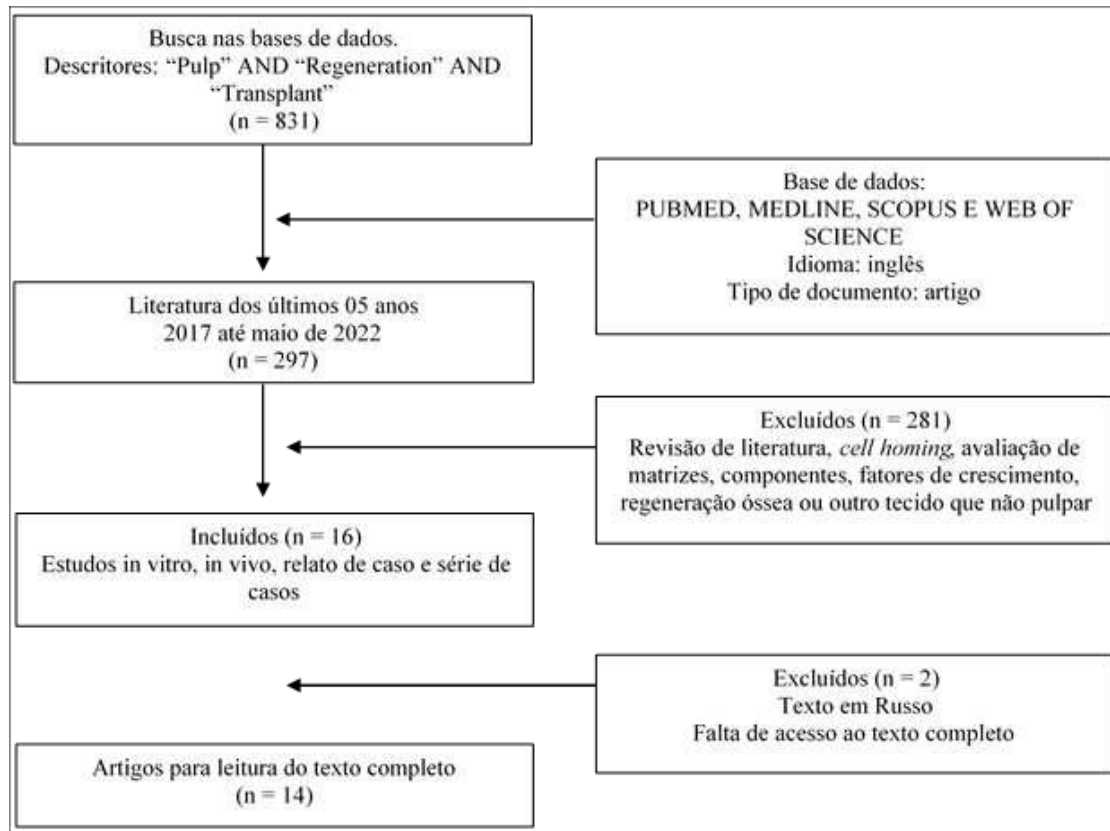 Busca nas bases de dados.
Descritores: “Pulp” AND “Regeneration” AND
“Transplant”
(n = 831)
Base de dados:
PUBMED, MEDLINE, SCOPUS E WEB OF
SCIENCE
Idioma: inglês
Tipo de documento: artigo
Literatura dos últimos 05 anos
2017 até maio de 2022
(n = 297)
Excluídos (n = 281)
Revisão de literatura, cell homing, avaliação de
matrizes, componentes, fatores de crescimento,
regeneração óssea ou outro tecido que não pulpar
Incluídos (n = 16)
Estudos in vitro, in vivo, relato de caso e série de
casos
Excluídos (n = 2)
Texto em Russo
Falta de acesso ao texto completo
Artigos para leitura do texto completo
(n = 14)